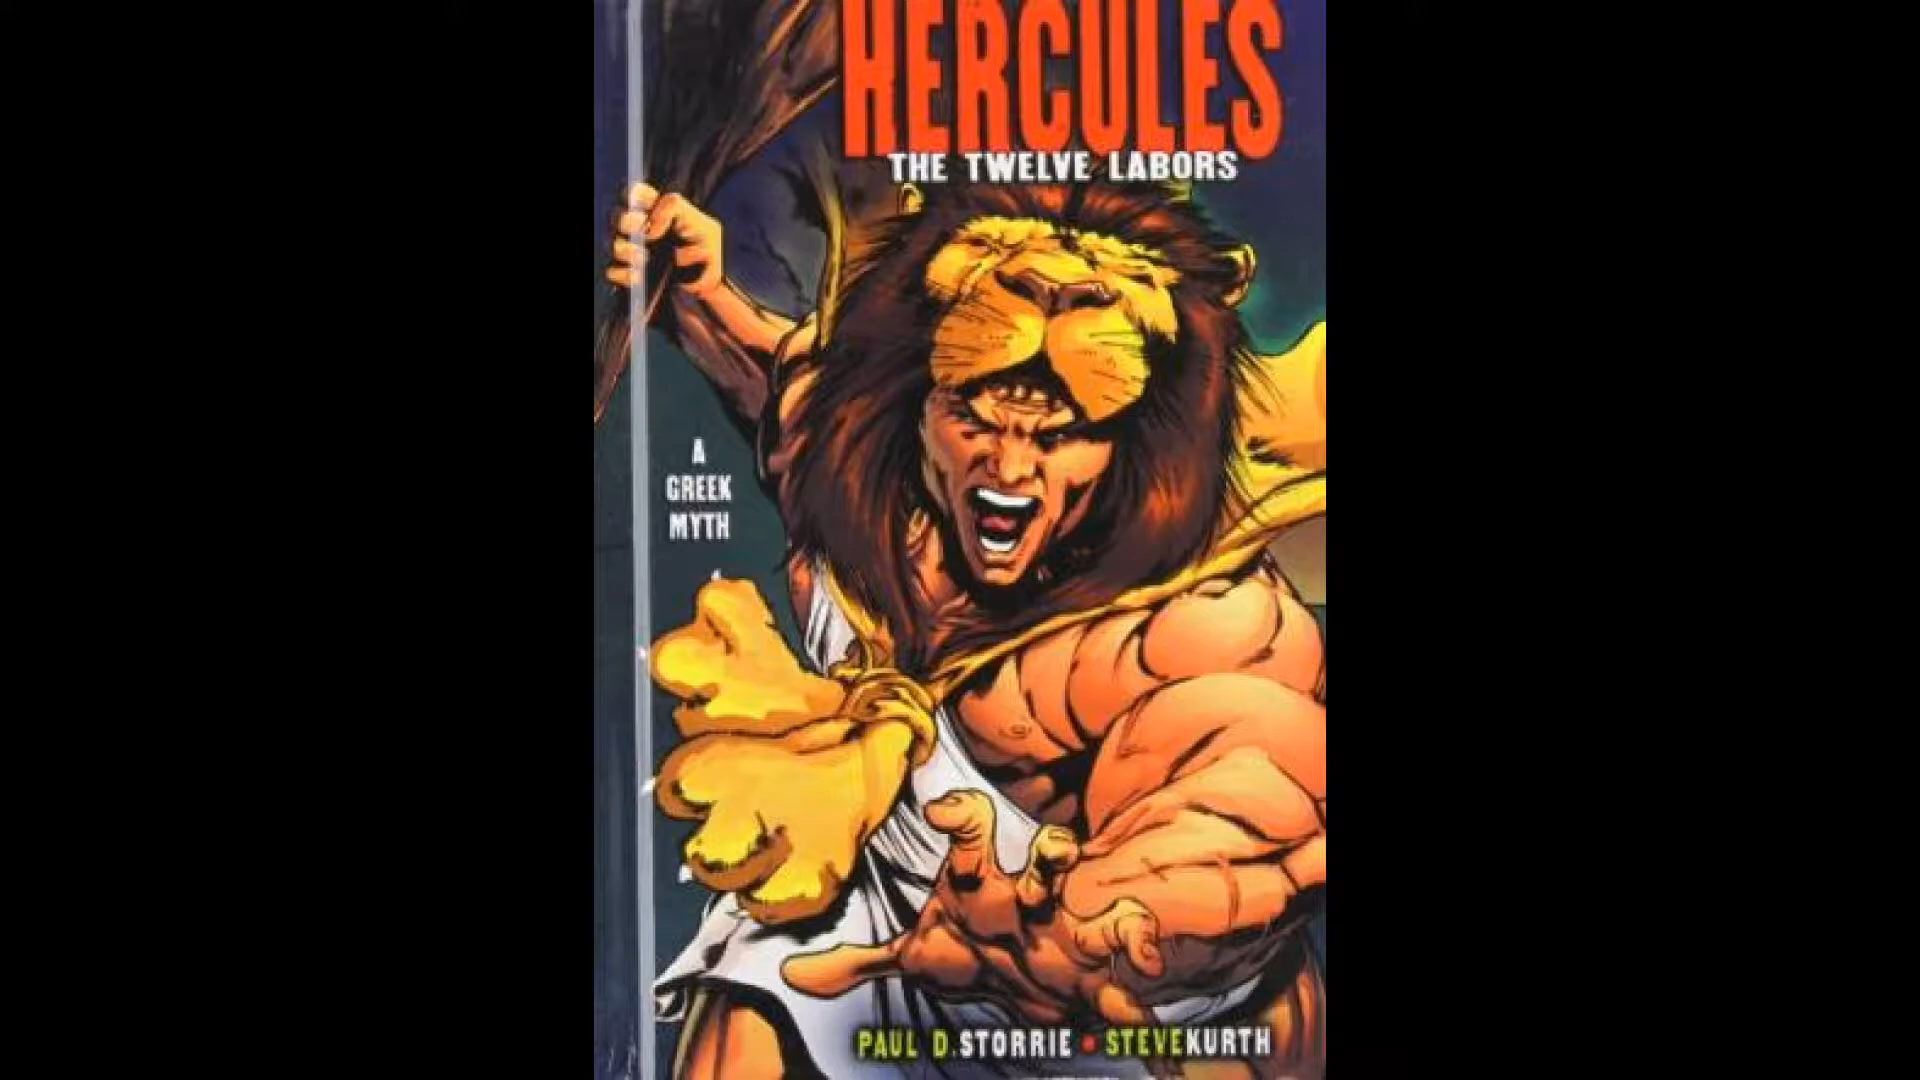 HERCULES
THE TWELVE LABORS
A
GREEK
MYTH
PAUL D. STORRIE • STEVE KURTH